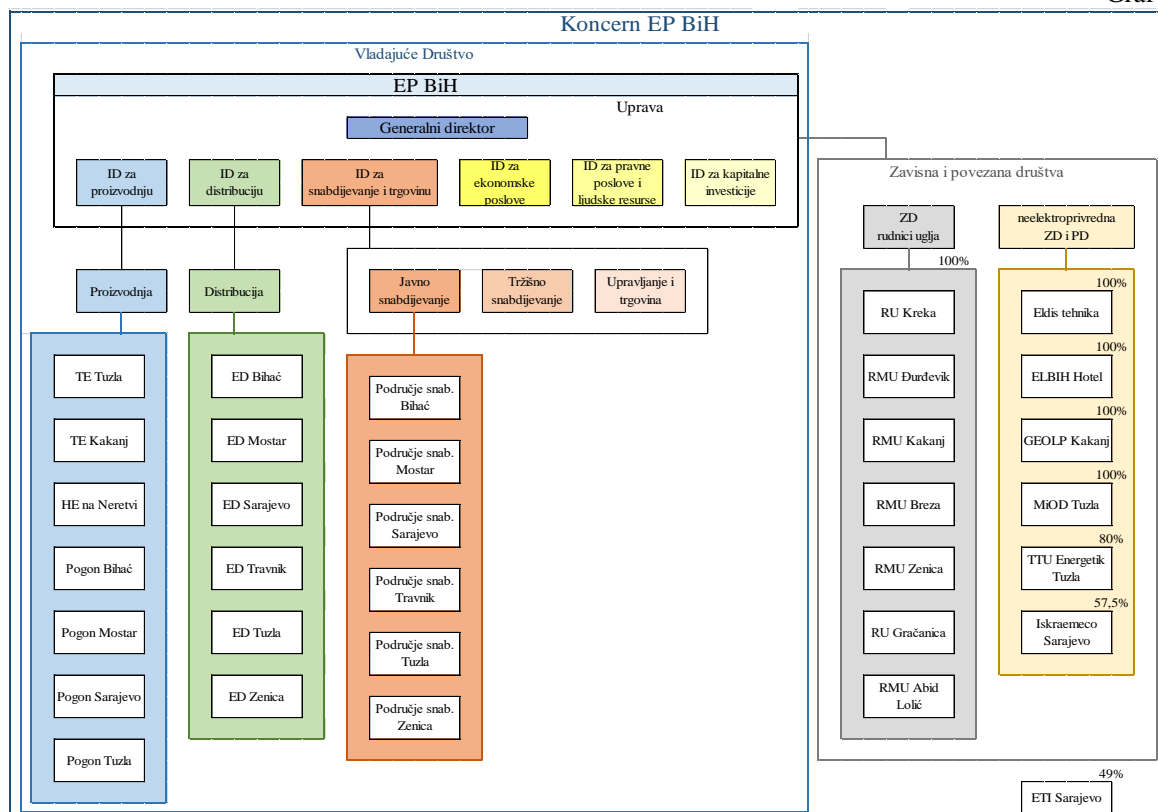 Koncern EP BiH
Vladajuće Društvo
EP BiH
Uprava
Generalni direktor
ID za
proizvodnju
ID za
distribuciju
ID za
snabdijevanje i trgovinu
ID za
ekonomske
poslove
ID za pravne
poslove i
ljudske resurse
ID za kapitalne
investicije
Proizvodnja
Distribucija
Javno
snabdijevanje
Tržišno
snabdijevanje
Upravljanje i
trgovina
TE Tuzla
TE Kakanj
HE na Neretvi
Pogon Bihać
Pogon Mostar
Pogon Sarajevo
Pogon Tuzla
ED Bihać
ED Mostar
ED Sarajevo
ED Travnik
ED Tuzla
ED Zenica
Područje snab.
Bihać
Područje snab.
Mostar
Područje snab.
Sarajevo
Područje snab.
Travnik
Područje snab.
Tuzla
Područje snab.
Zenica
Zavisna i povezana društva
ZD
rudnici uglja
100%
RU Kreka
RMU Đurđevik
RMU Kakanj
RMU Breza
RMU Zenica
RU Gračanica
RMU Abid
Lolić
neelektroprivredna
ZD i PD
100%
Eldis tehnika
100%
ELBIH Hotel
100%
GEOLP Kakanj
100%
MiOD Tuzla
80%
TTU Energetik
Tuzla
57,5%
Iskraemeco
Sarajevo
49%
ETI Sarajevo